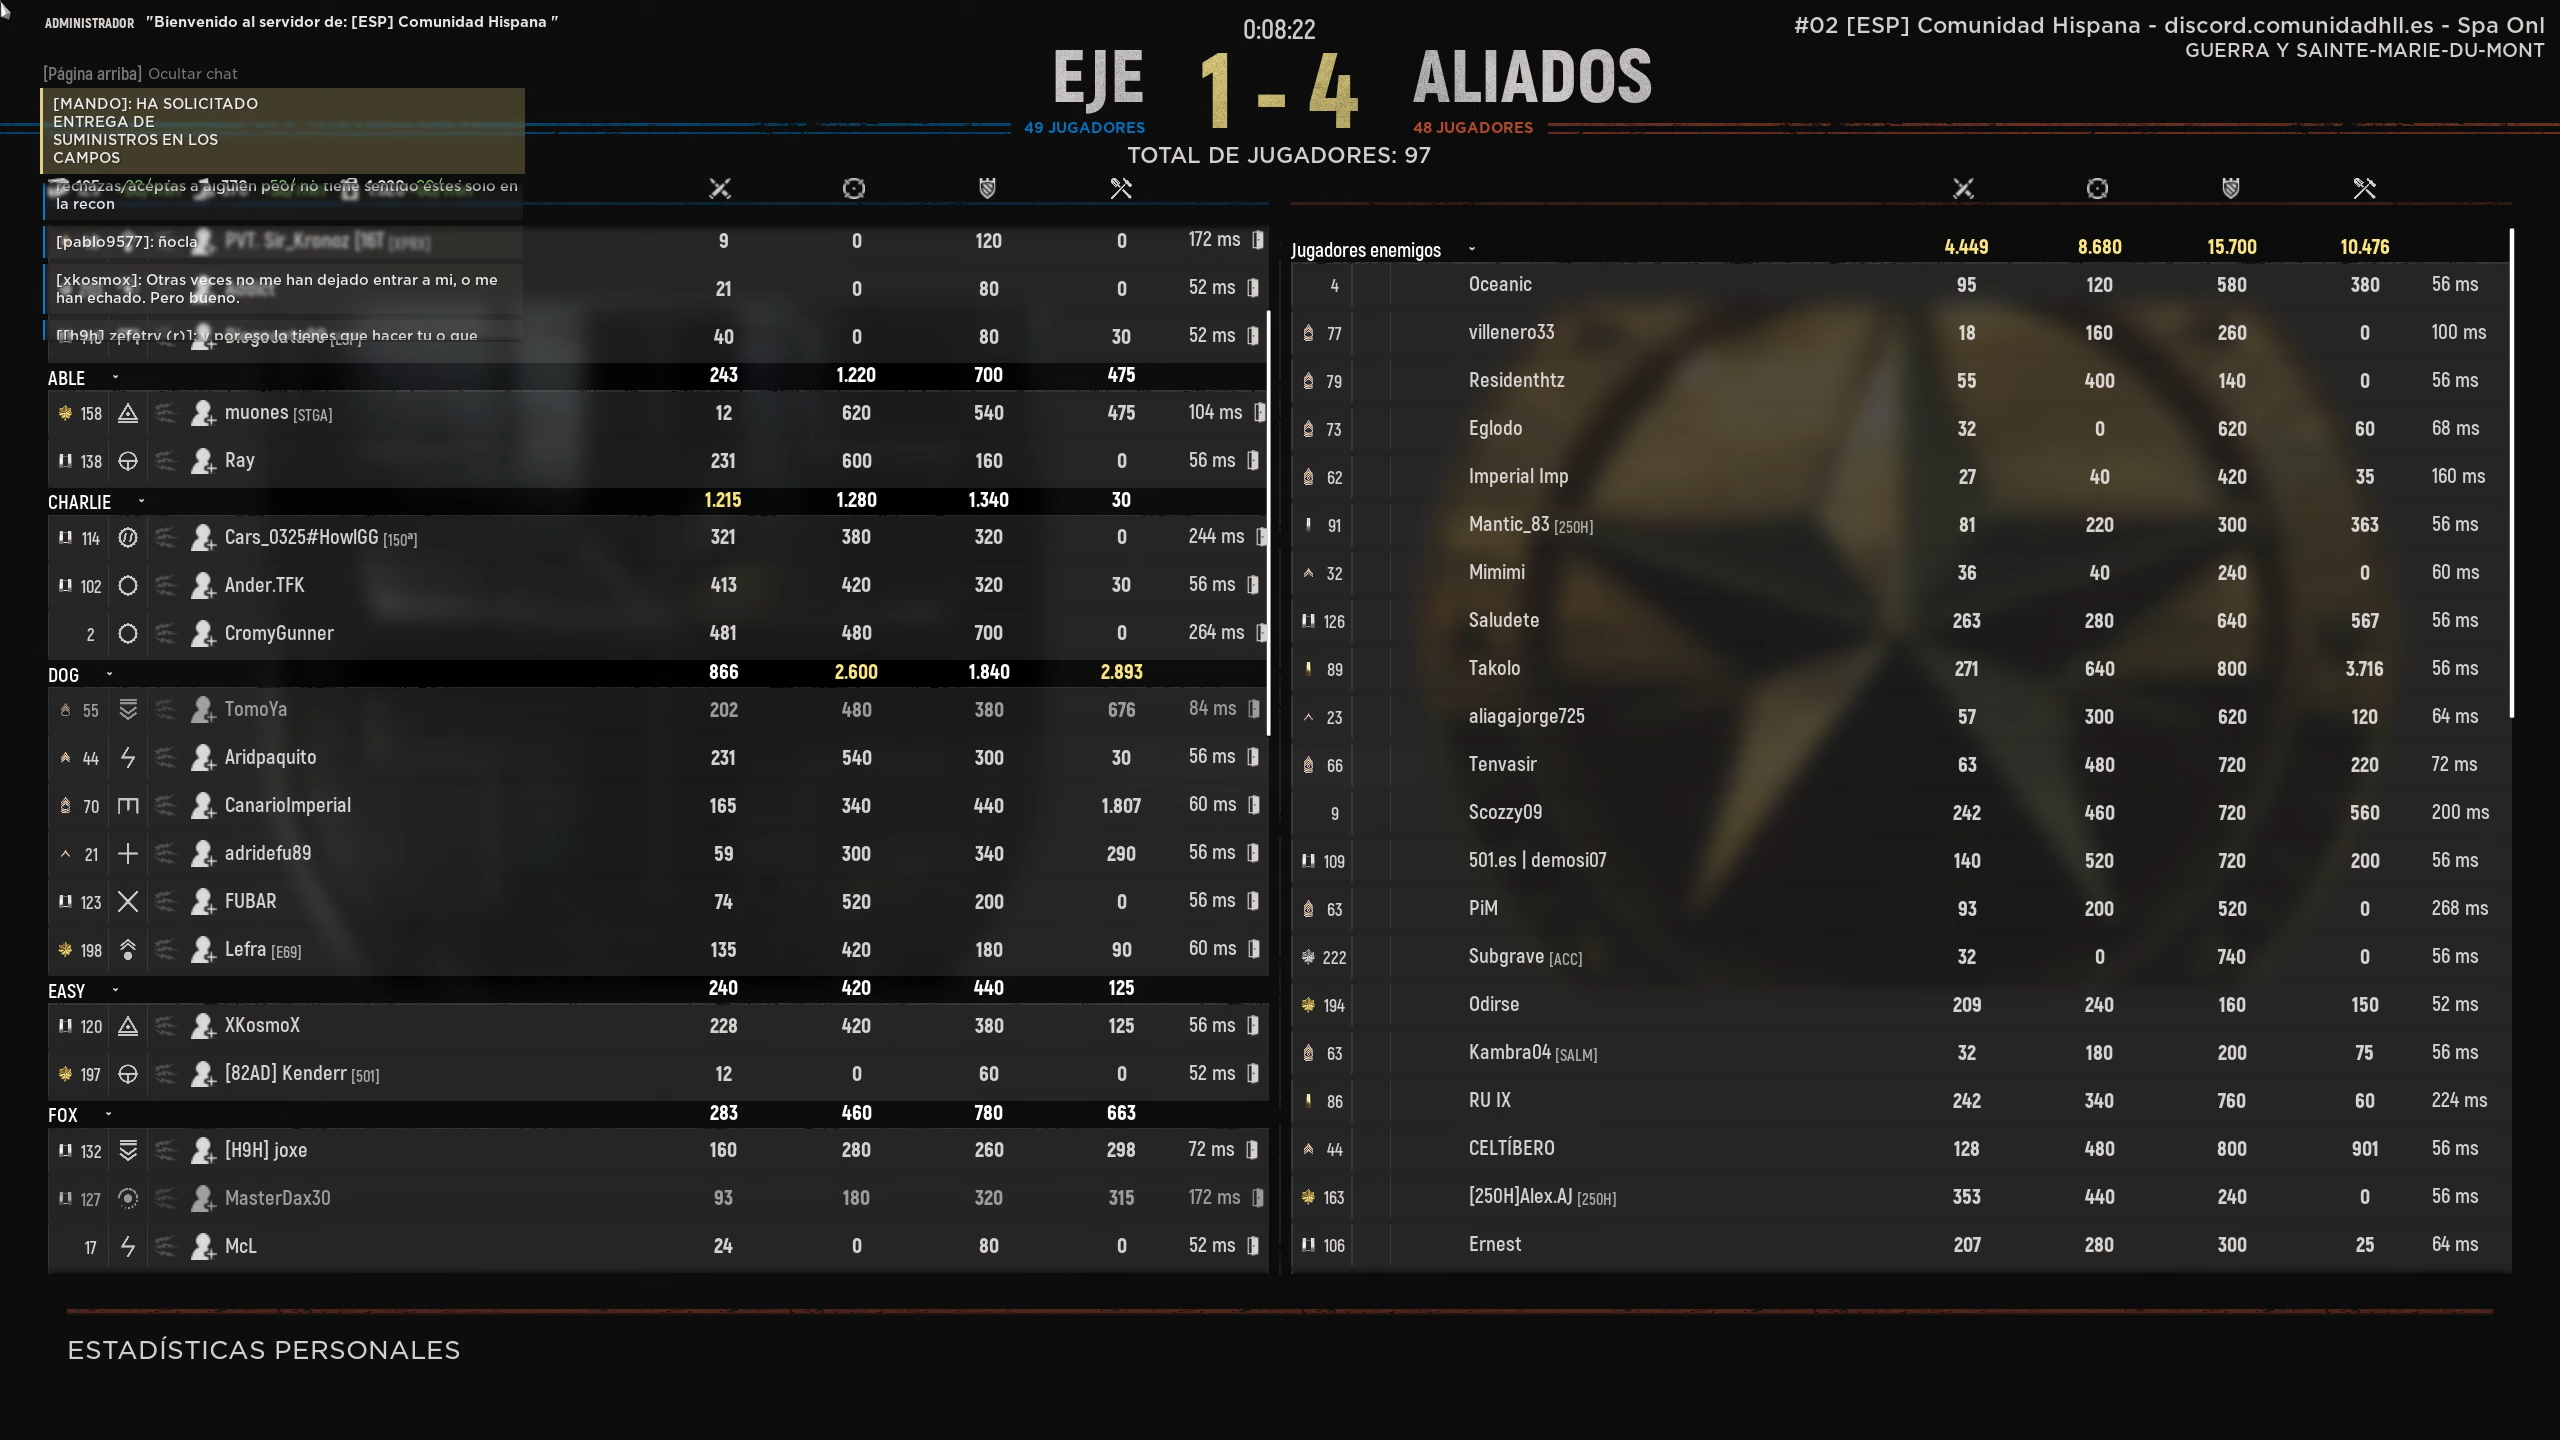 ADMINISTRADOR "Bienvenido al servidor de: [ESP] Comunidad Hispana "
0:08:22
#02 [ESP] Comunidad Hispana - discord.comunidadhll.es - Spa Onl
GUERRA Y SAINTE-MARIE-DU-MONT
EJE 1 - 4 ALIADOS
49 JUGADORES 48 JUGADORES
TOTAL DE JUGADORES: 97
[Página arriba] Ocultar chat
[MANDO]: HA SOLICITADO
ENTREGA DE
SUMINISTROS EN LOS
CAMPOS
rechazas/aceptas a alguien peor no tiene sentido estes solo en
la recon
[pablo9577]: ñocla
[xkosmox]: Otras veces no me han dejado entrar a mi, o me
han echado. Pero bueno.
[[h9h] zefetry (r)]: y por eso lo tienes que hacer tu o que
PVT. Sir_Kronoz [16T 9 0 120 0 172 ms
21 0 80 0 52 ms
40 0 80 30 52 ms
ABLE 243 1.220 700 475
158 muones [STGA] 12 620 540 475 104 ms
138 Ray 231 600 160 0 56 ms
CHARLIE 1.215 1.280 1.340 30
114 Cars_0325#HowlGG [150ª] 321 380 320 0 244 ms
102 Ander.TFK 413 420 320 30 56 ms
2 CromyGunner 481 480 700 0 264 ms
DOG 866 2.600 1.840 2.893
55 TomoYa 202 480 380 676 84 ms
44 Aridpaquito 231 540 300 30 56 ms
70 CanarioImperial 165 340 440 1.807 60 ms
21 adridefu89 59 300 340 290 56 ms
123 FUBAR 74 520 200 0 56 ms
198 Lefra [E69] 135 420 180 90 60 ms
EASY 240 420 440 125
120 XKosmoX 228 420 380 125 56 ms
197 [82AD] Kenderr [501] 12 0 60 0 52 ms
FOX 283 460 780 663
132 [H9H] joxe 160 280 260 298 72 ms
127 MasterDax30 93 180 320 315 172 ms
17 McL 24 0 80 0 52 ms
Jugadores enemigos 4.449 8.680 15.700 10.476
4 Oceanic 95 120 580 380 56 ms
77 villenero33 18 160 260 0 100 ms
79 Residenthtz 55 400 140 0 56 ms
73 Eglodo 32 0 620 60 68 ms
62 Imperial Imp 27 40 420 35 160 ms
91 Mantic_83 [250H] 81 220 300 363 56 ms
32 Mimimi 36 40 240 0 60 ms
126 Saludete 263 280 640 567 56 ms
89 Takolo 271 640 800 3.716 56 ms
23 aliagajorge725 57 300 620 120 64 ms
66 Tenvasir 63 480 720 220 72 ms
9 Scozzy09 242 460 720 560 200 ms
109 501.es | demosi07 140 520 720 200 56 ms
63 PiM 93 200 520 0 268 ms
222 Subgrave [ACC] 32 0 740 0 56 ms
194 Odirse 209 240 160 150 52 ms
63 Kambra04 [SALM] 32 180 200 75 56 ms
86 RU IX 242 340 760 60 224 ms
44 CELTÍBERO 128 480 800 901 56 ms
163 [250H]Alex.AJ [250H] 353 440 240 0 56 ms
106 Ernest 207 280 300 25 64 ms
ESTADÍSTICAS PERSONALES